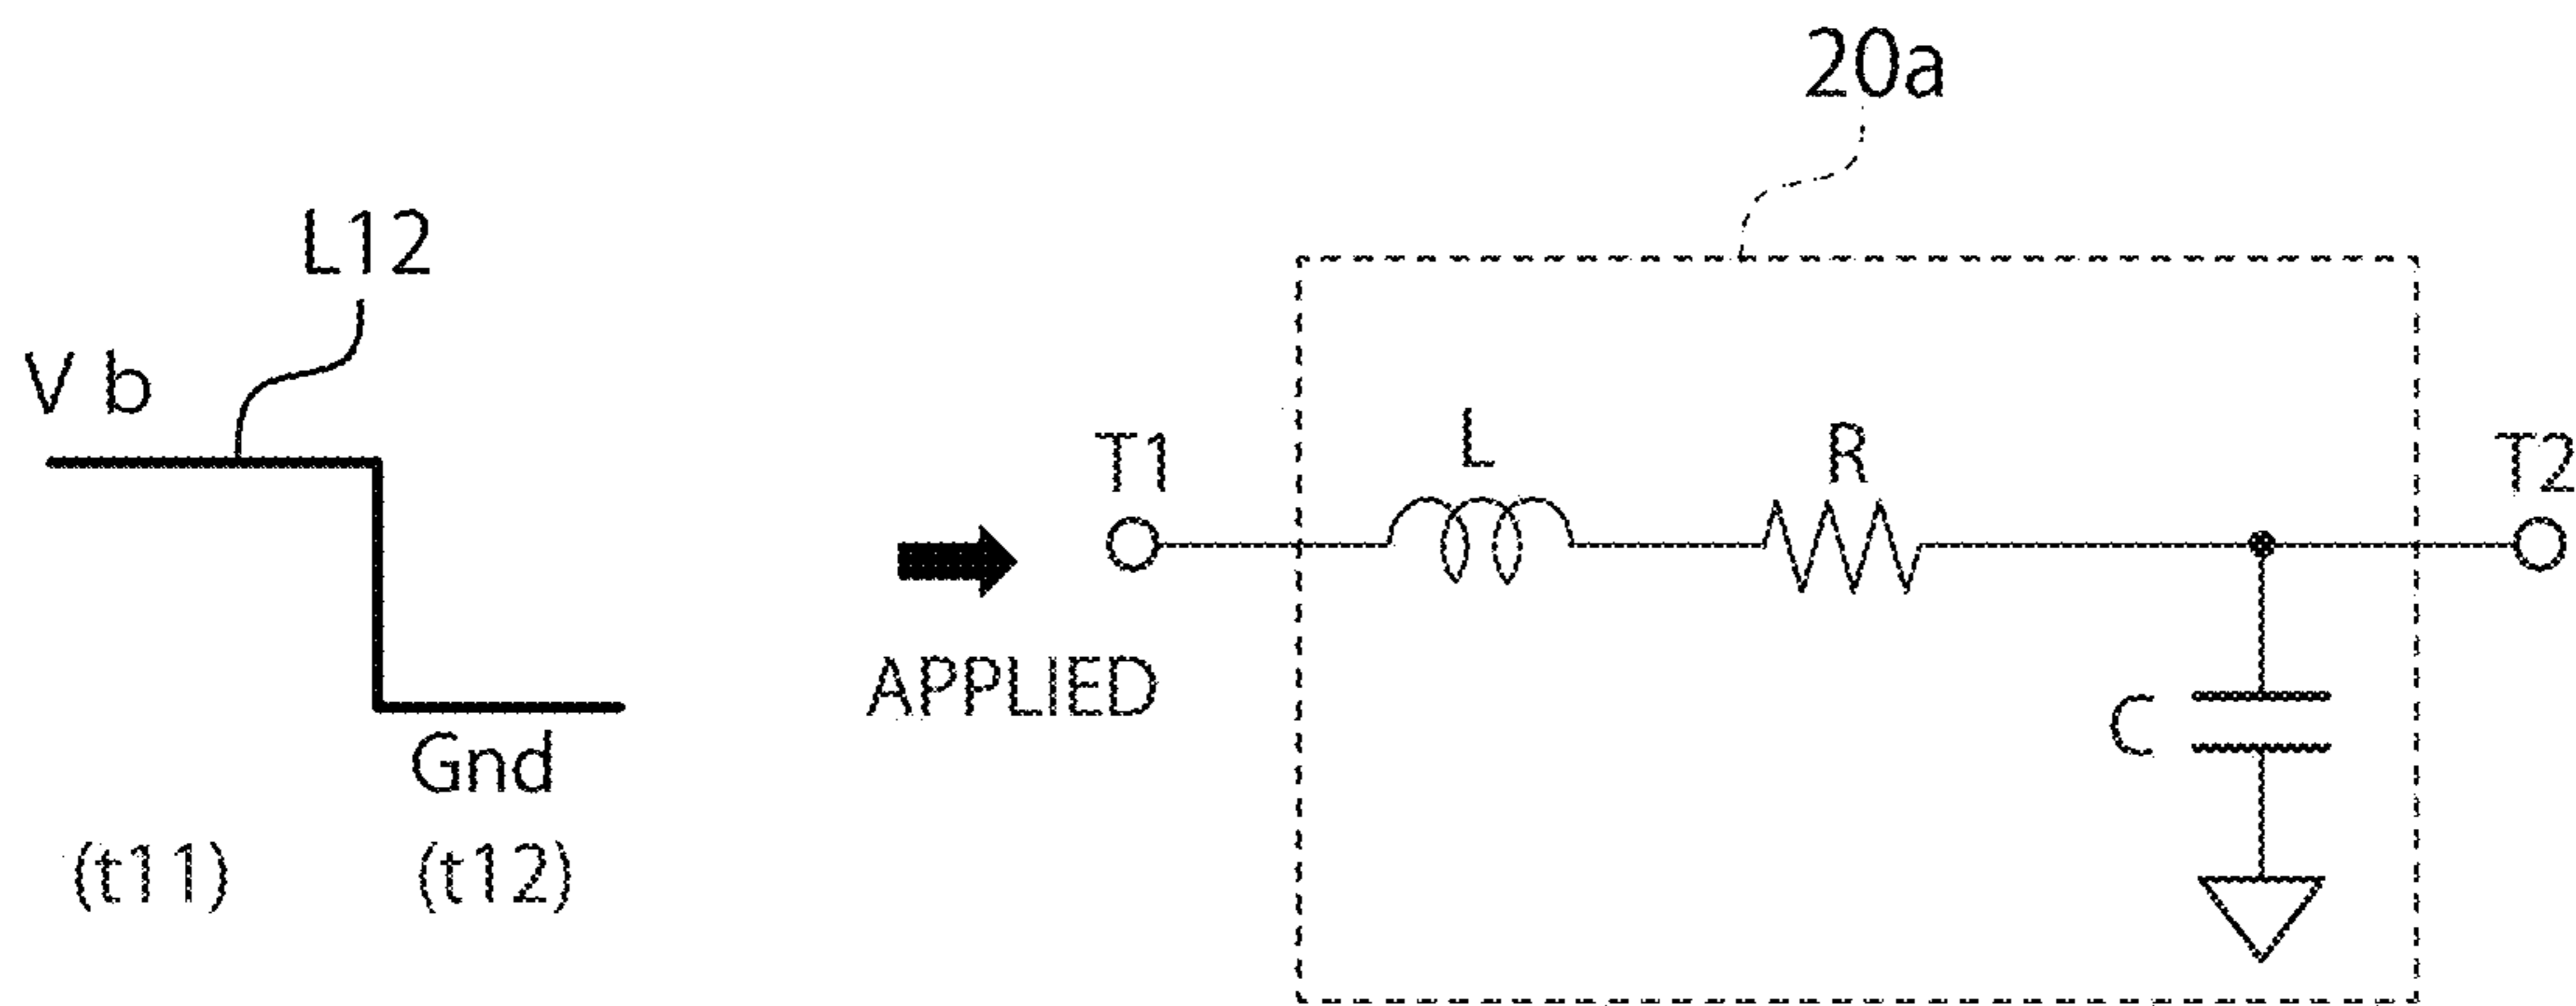 20a
L12
V b
T1
L
R
T2
APPLIED
C
Gnd
(t11)
(t12)